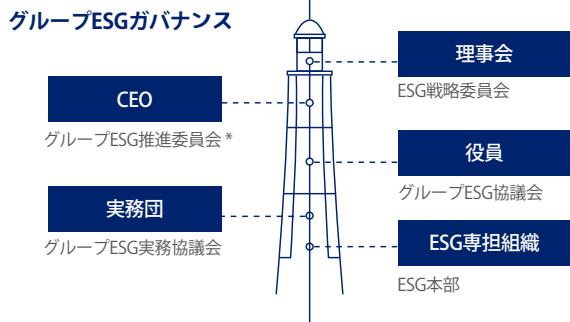 グループESGガバナンス
理事会
ESG戦略委員会
CEO
グループESG推進委員会 *
役員
グループESG協議会
実務団
グループESG実務協議会
ESG専担組織
ESG本部